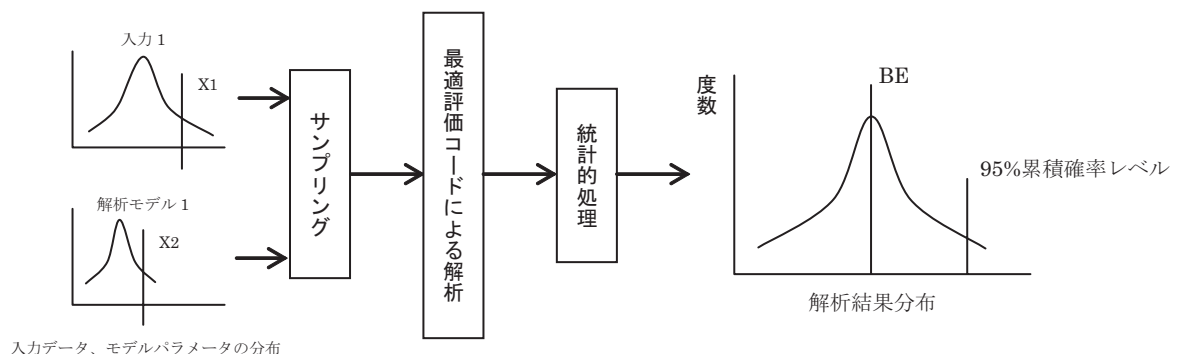 入力 1
X1
解析モデル 1
X2
入力データ、モデルパラメータの分布
サンプリング
最適評価コードによる解析
統計的処理
度数
BE
95%累積確率レベル
解析結果分布